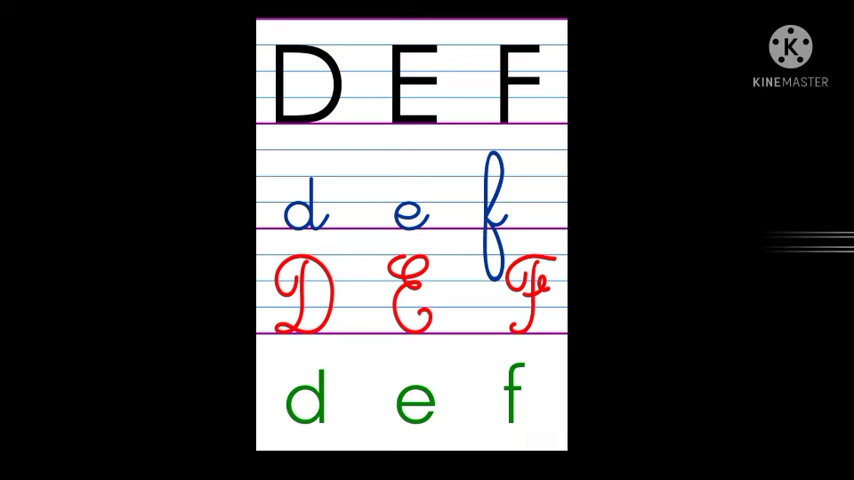 D E F
K
KINEMASTER
d e f
D E F
d e f